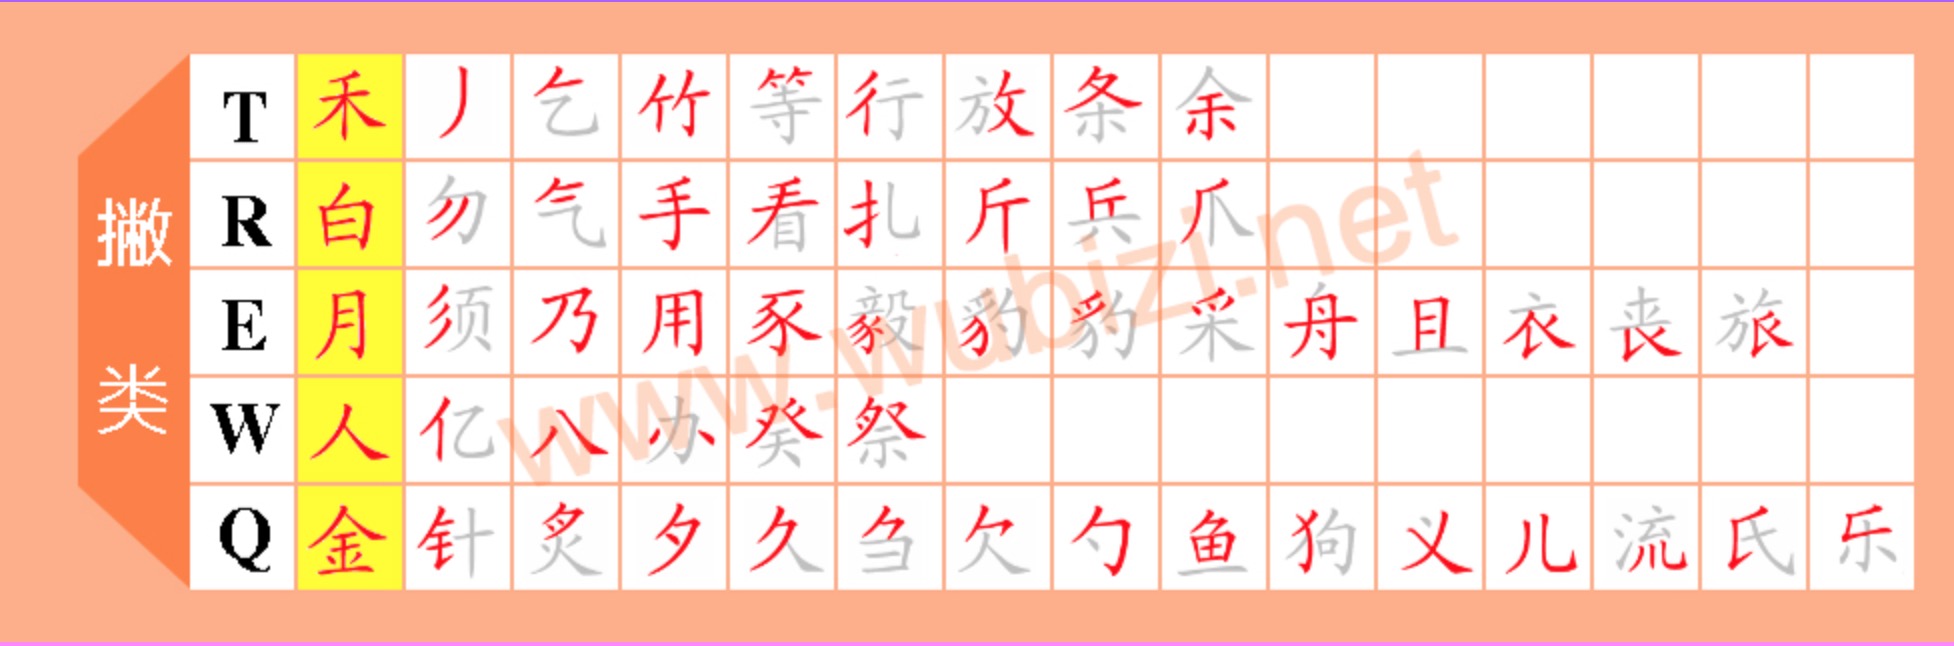 撇类
T 禾 丿 乞 竹 等 行 放 条 余
R 白 勿 气 手 看 扎 斤 兵 爪
E 月 须 乃 用 豕 毅 豹 豹 采 舟 且 衣 丧 旅
W 人 亿 八 办 癸 祭
Q 金 针 炙 夕 久 刍 欠 勺 鱼 狗 义 儿 流 氏 乐
www.wubizi.net